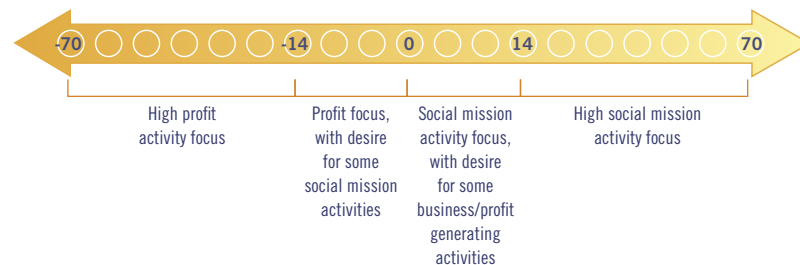 -70 -14 0 14 70
High profit
activity focus
Profit focus,
with desire
for some
social mission
activities
Social mission
activity focus,
with desire
for some
business/profit
generating
activities
High social mission
activity focus